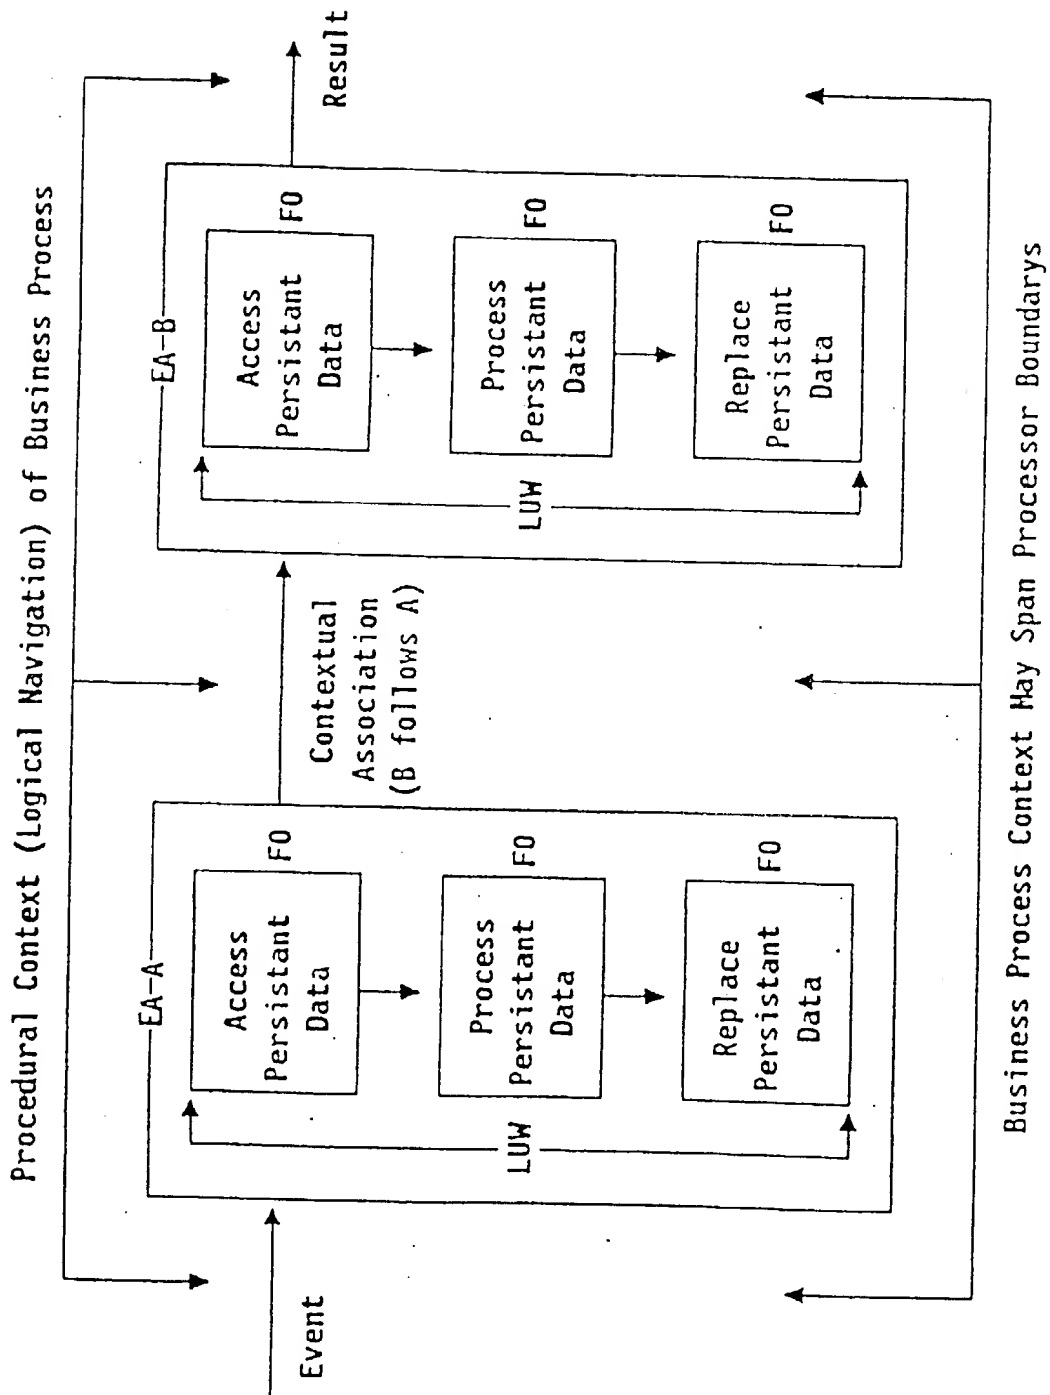 Procedural Context (Logical Navigation) of Business Process
EA-A
Access
Persistant
Data
FO
Process
Persistant
Data
FO
Replace
Persistant
Data
FO
LUW
Event
Contextual
Association
(B follows A)
EA-B
Access
Persistant
Data
FO
Process
Persistant
Data
FO
Replace
Persistant
Data
FO
LUW
Result
Business Process Context May Span Processor Boundarys